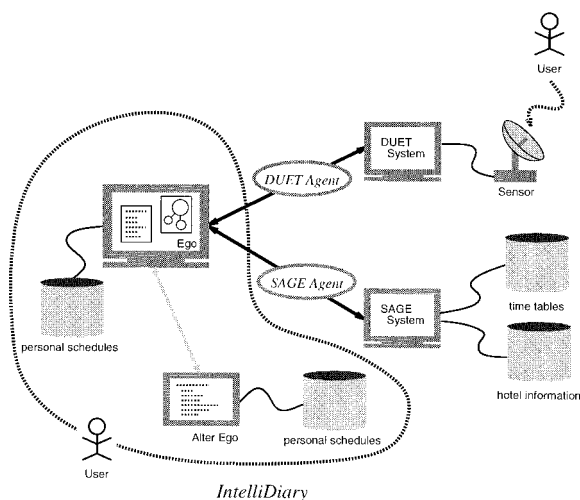 User
DUET
System
DUET Agent
Sensor
Ego
SAGE Agent
SAGE
System
time tables
personal schedules
hotel information
Alter Ego
personal schedules
User
IntelliDiary